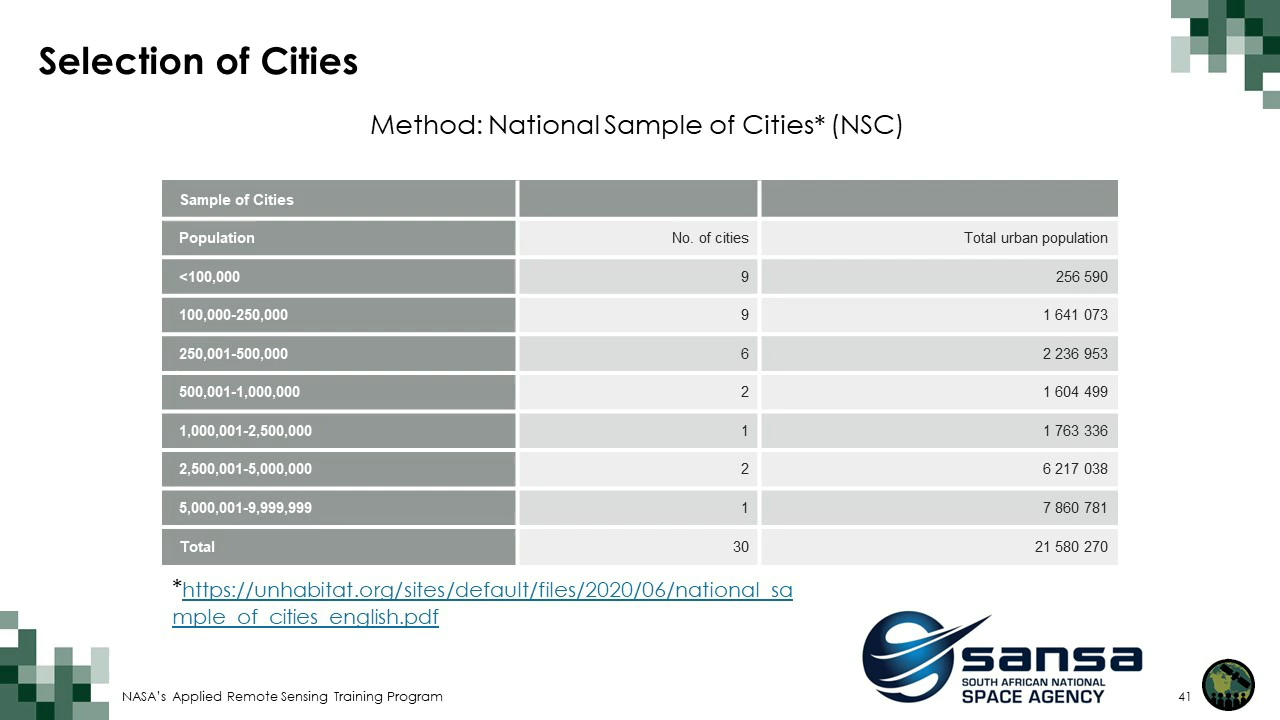 Selection of Cities
Method: National Sample of Cities* (NSC)
Sample of Cities
Population No. of cities Total urban population
<100,000 9 256 590
100,000-250,000 9 1 641 073
250,001-500,000 6 2 236 953
500,001-1,000,000 2 1 604 499
1,000,001-2,500,000 1 1 763 336
2,500,001-5,000,000 2 6 217 038
5,000,001-9,999,999 1 7 860 781
Total 30 21 580 270
*https://unhabitat.org/sites/default/files/2020/06/national_sa
mple_of_cities_english.pdf
sansa
SOUTH AFRICAN NATIONAL
SPACE AGENCY
NASA's Applied Remote Sensing Training Program 41